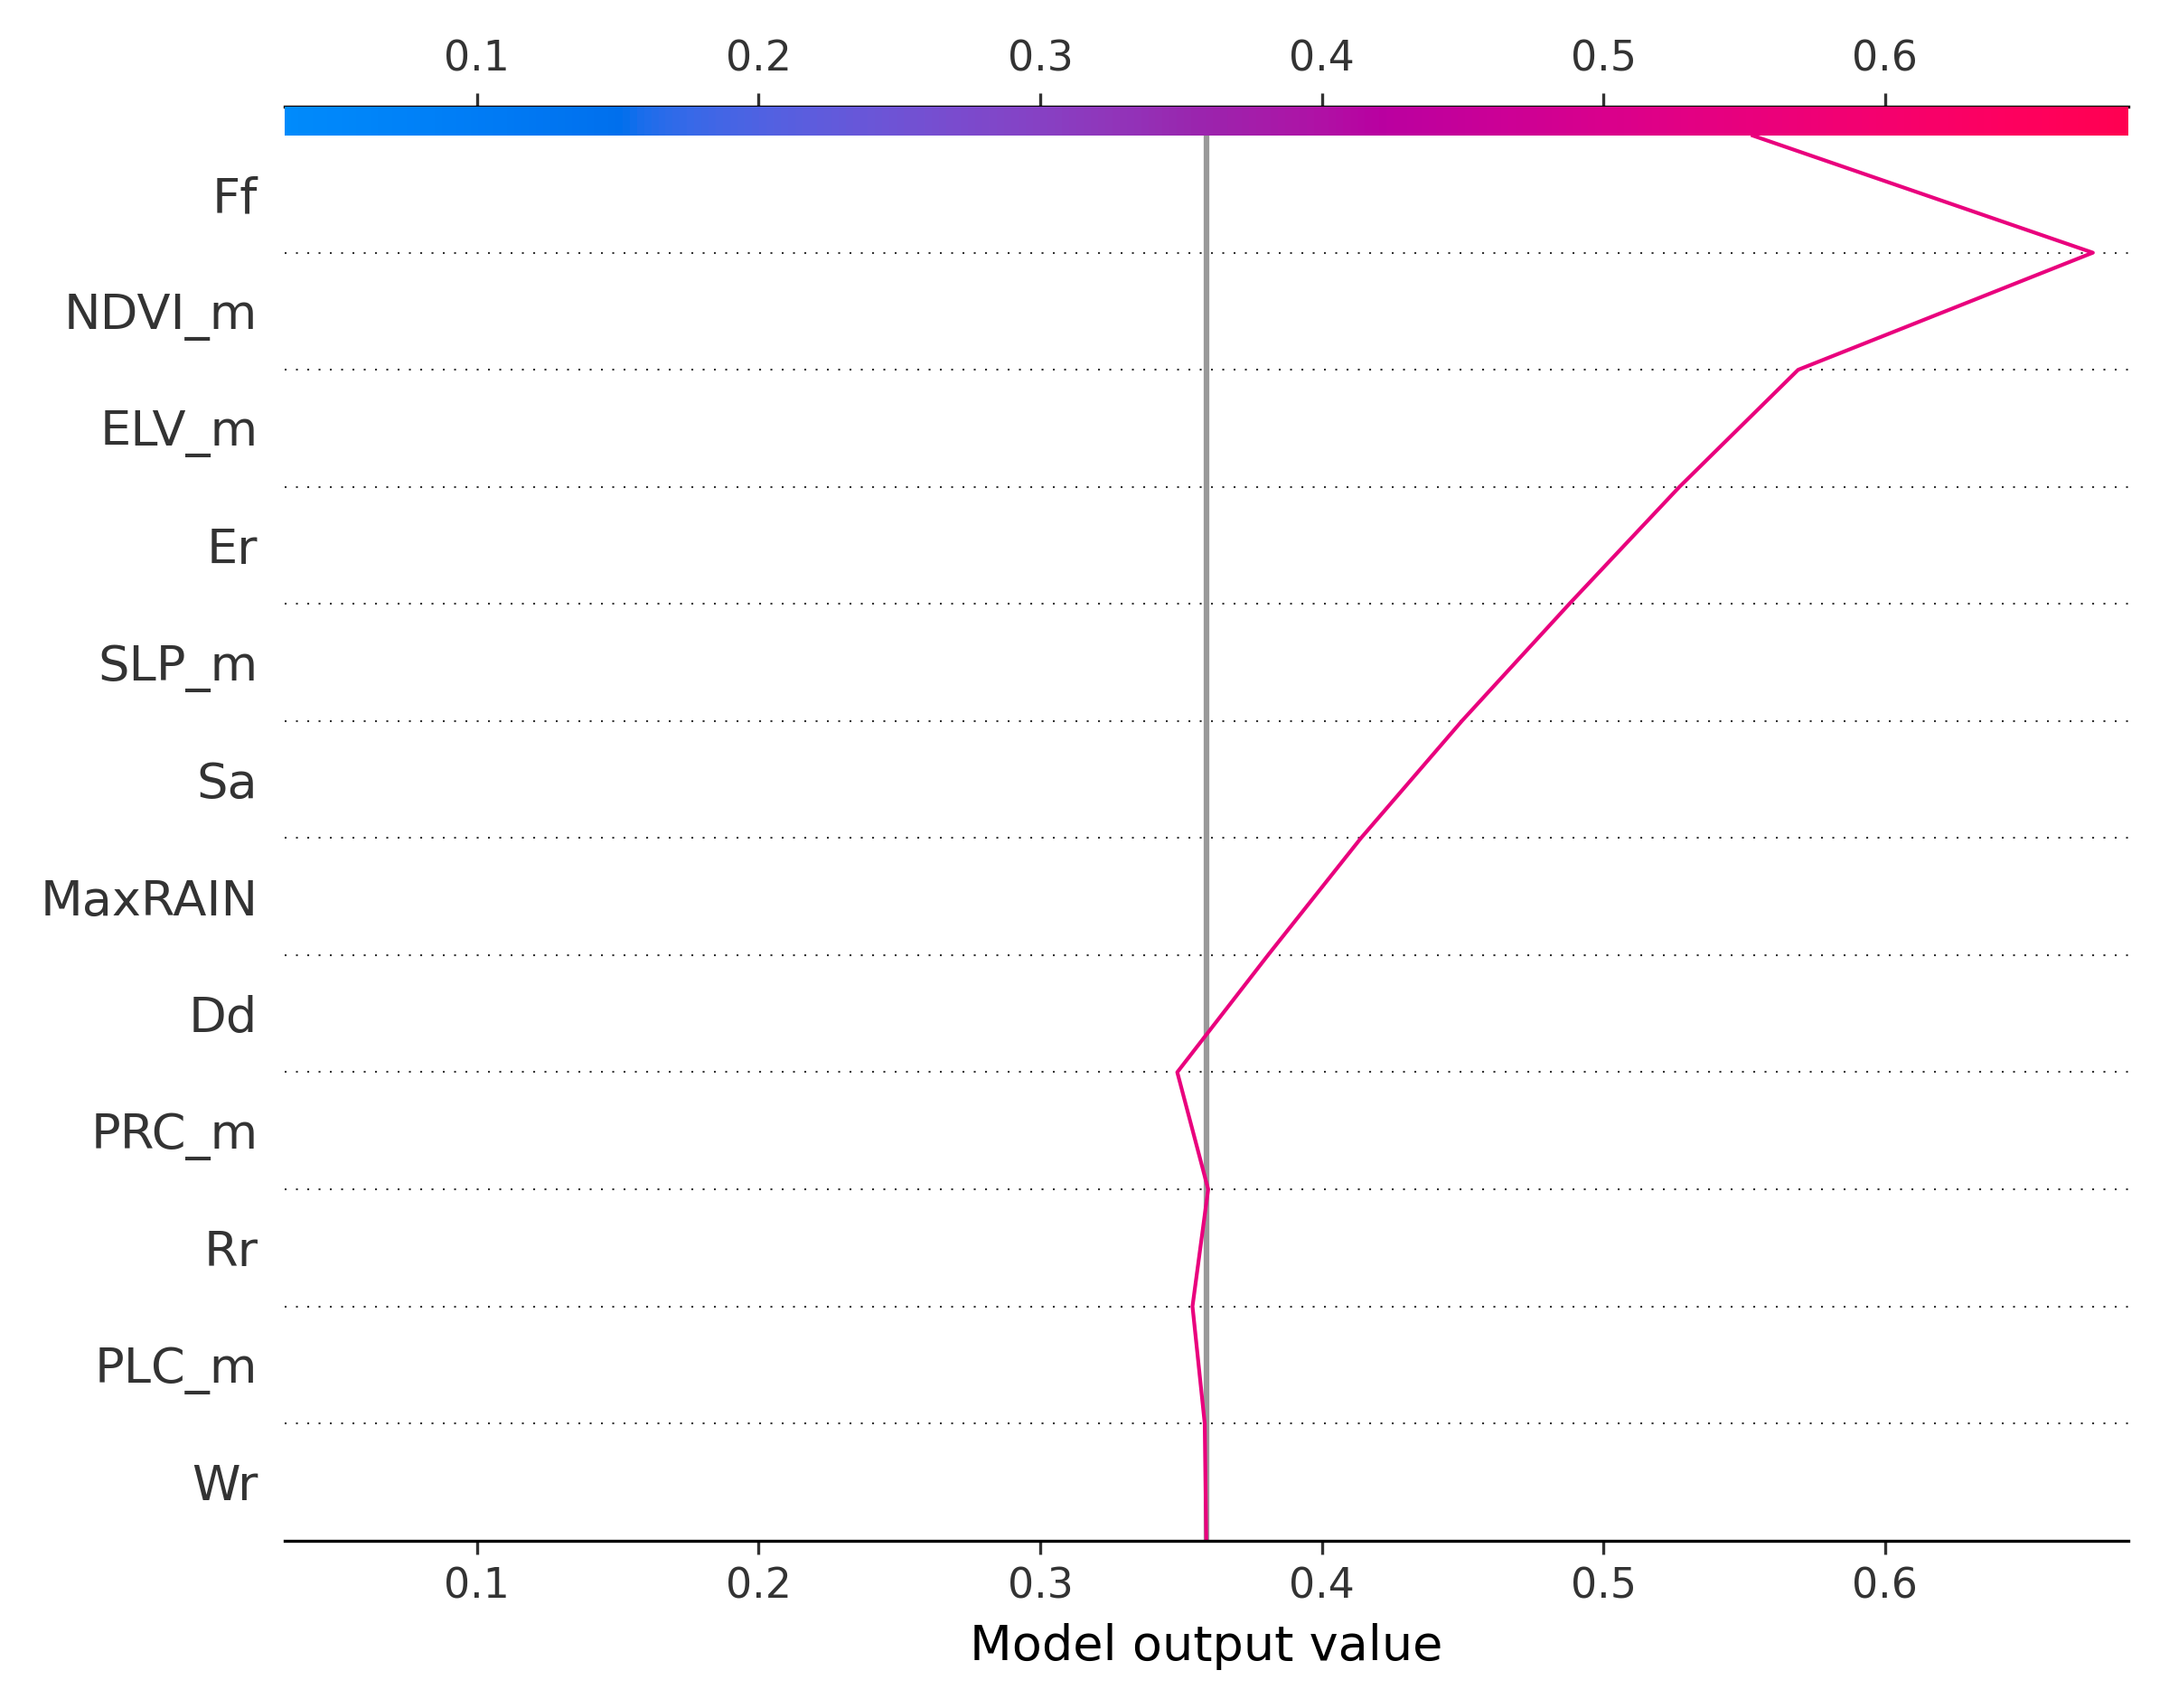 0.1 0.2 0.3 0.4 0.5 0.6
Ff
NDVI_m
ELV_m
Er
SLP_m
Sa
MaxRAIN
Dd
PRC_m
Rr
PLC_m
Wr
0.1 0.2 0.3 0.4 0.5 0.6
Model output value